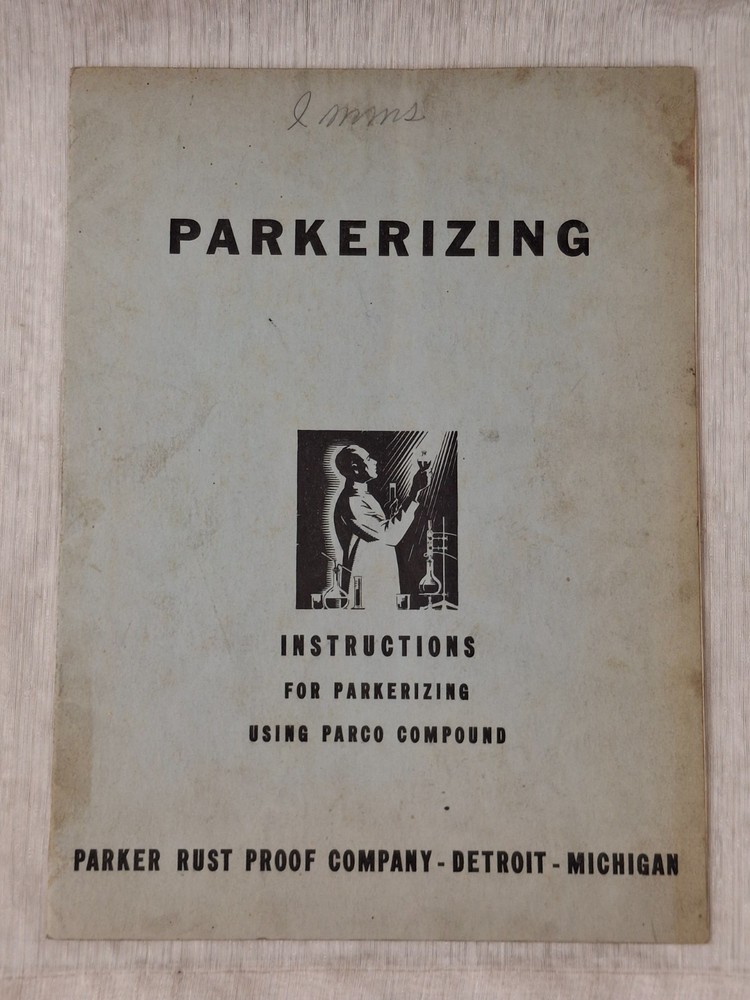 PARKERIZING
INSTRUCTIONS
FOR PARKERIZING
USING PARCO COMPOUND
PARKER RUST PROOF COMPANY - DETROIT - MICHIGAN